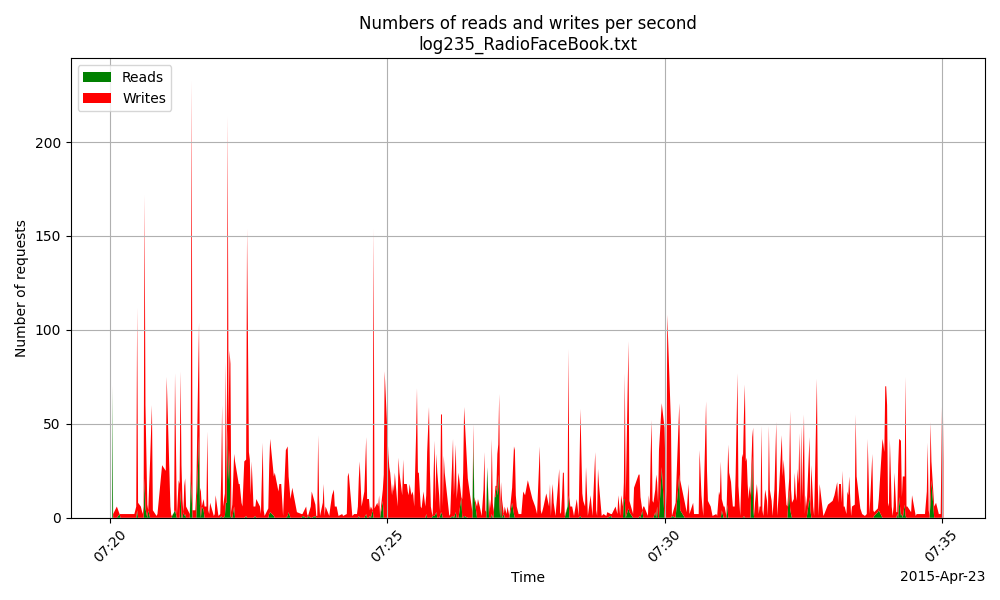 Numbers of reads and writes per second
log235_RadioFaceBook.txt
Reads
Writes
Number of requests
200
150
100
50
0
07:20
07:25
07:30
07:35
Time
2015-Apr-23